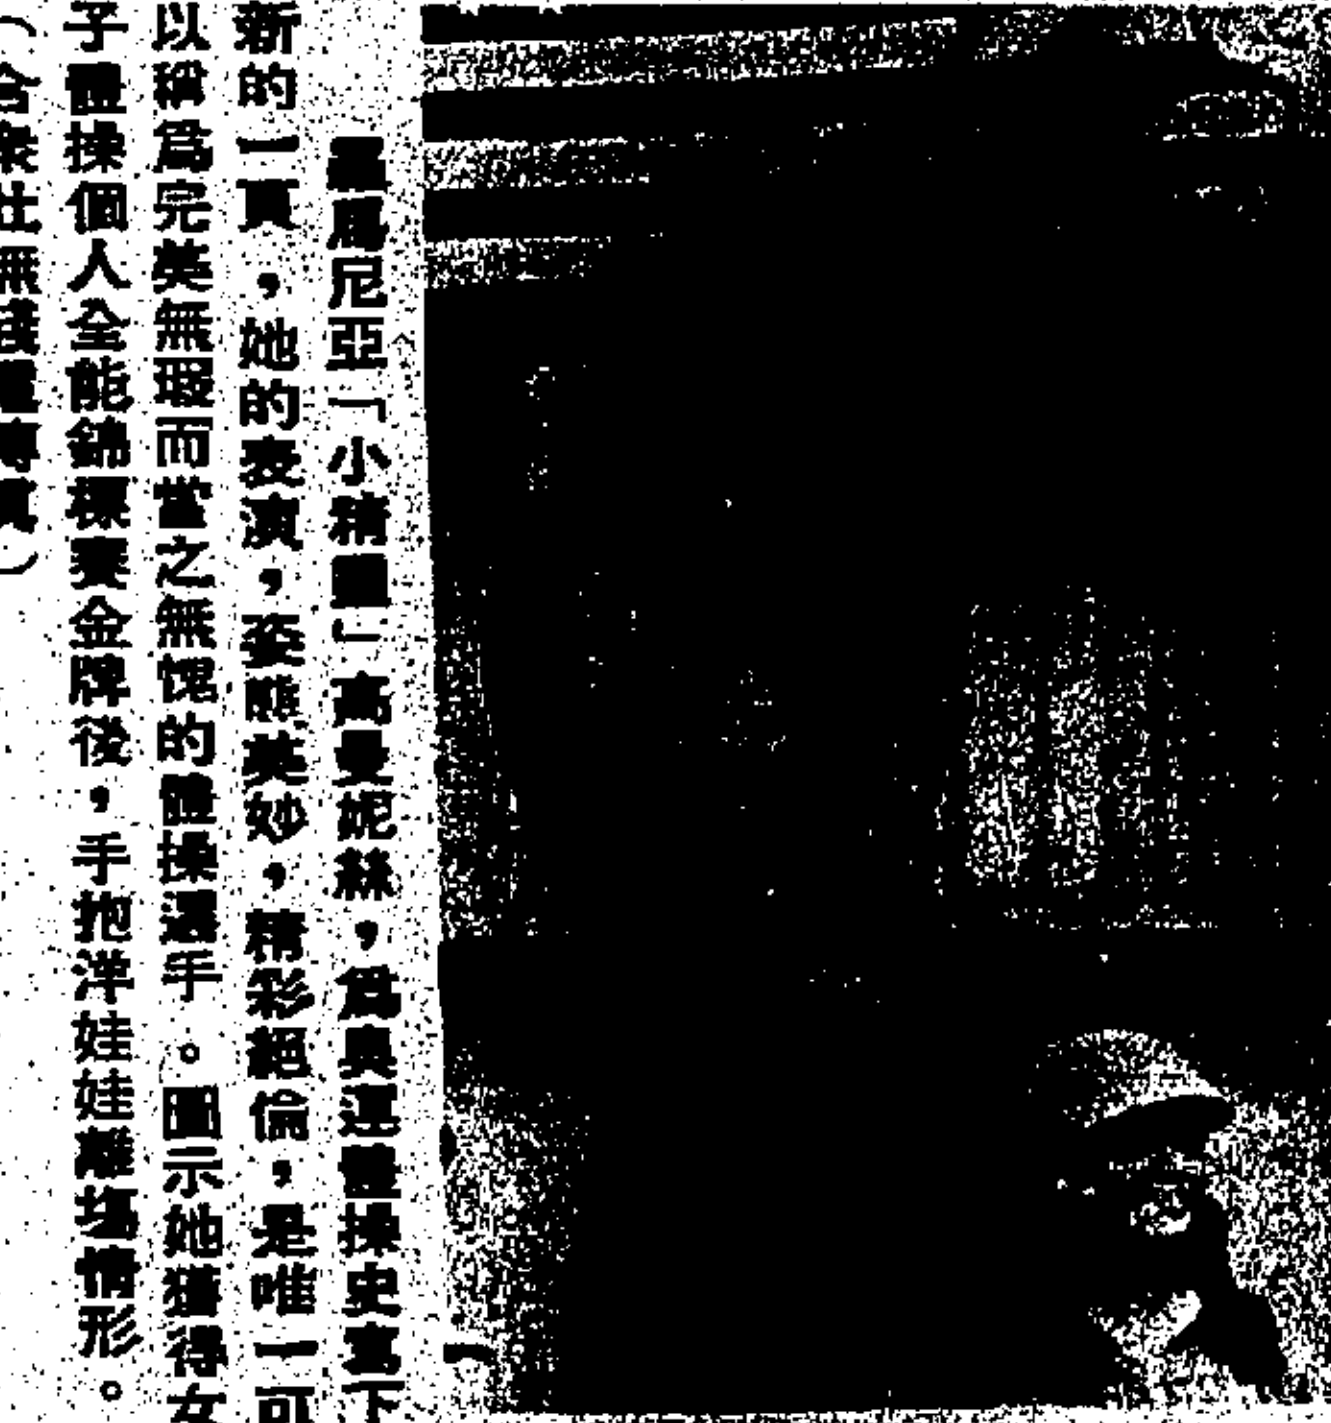 羅馬尼亞「小精靈」高曼妮絲，為奧運體操史寫下
新的一頁，她的表演，姿態美妙，精彩絕倫，是唯一可
以稱爲完美無瑕而當之無愧的體操選手。圖示她獲得女
子體操個人全能錦標賽金牌後，手抱洋娃娃離場情形。
（合衆社無綫電傳眞）